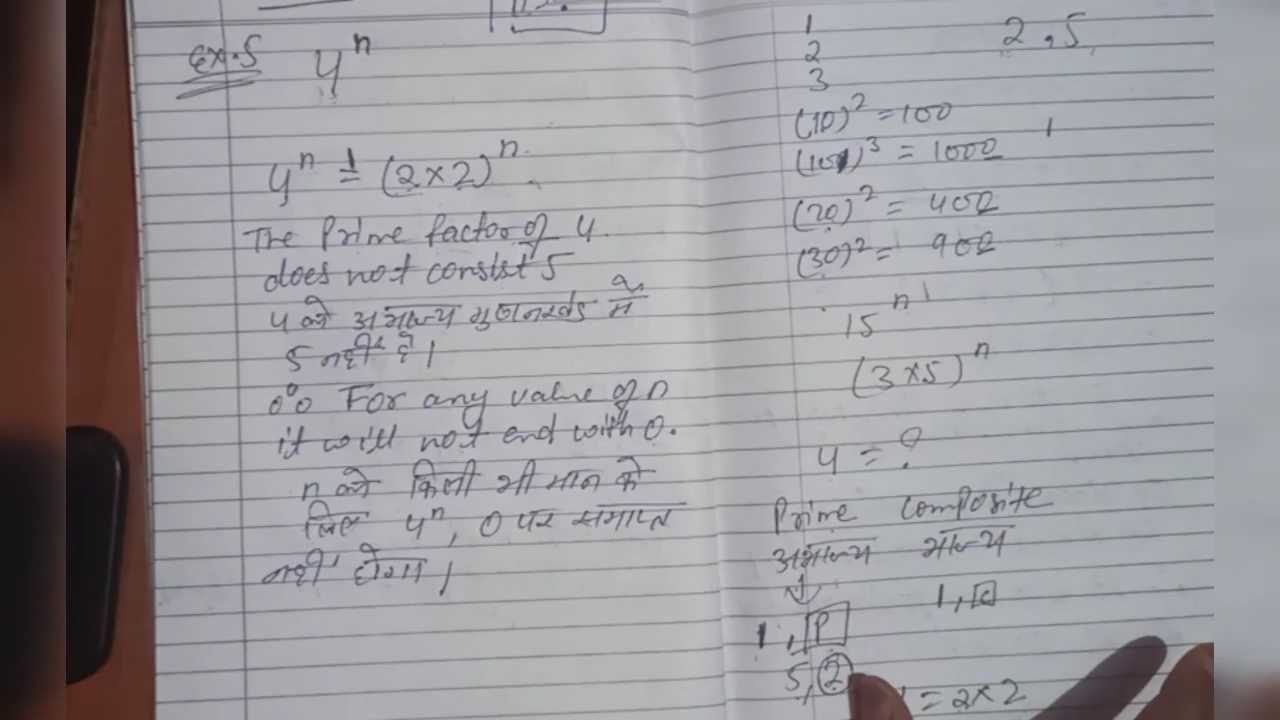 Ex.5 4ⁿ
4ⁿ = (2×2)ⁿ
The Prime factor of 4
does not consist 5
4 के अभाज्य गुणनखंड में
5 नहीं है।
∴ For any value of n
it will not end with 0.
n के किसी भी मान के
लिए 4ⁿ, 0 पर समाप्त
नहीं होगा।
1
2
3
2,5
(10)² = 100
(10)³ = 1000
(20)² = 400
(30)² = 900
15ⁿ
(3×5)ⁿ
4 = ?
Prime composite
अभाज्य भाज्य
1, P
1, c
5, 2
= 2×2